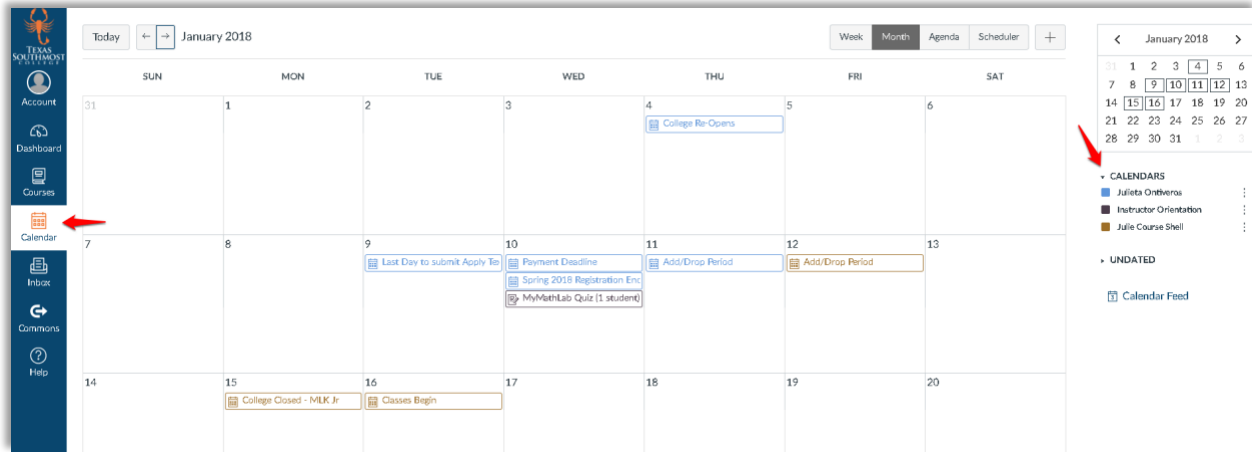 TEXAS
SOUTHMOST
COLLEGE
Account
Dashboard
Courses
Calendar
Inbox
Commons
Help
Today ← → January 2018
Week Month Agenda Scheduler +
SUN MON TUE WED THU FRI SAT
31 1 2 3 4 5 6
College Re-Opens
7 8 9 10 11 12 13
Last Day to submit Apply Tex Payment Deadline Add/Drop Period Add/Drop Period
Spring 2018 Registration End
MyMathLab Quiz (1 student)
14 15 16 17 18 19 20
College Closed - MLK Jr Classes Begin
January 2018
31 1 2 3 4 5 6
7 8 9 10 11 12 13
14 15 16 17 18 19 20
21 22 23 24 25 26 27
28 29 30 31 1 2 3
CALENDARS
Julieta Ontiveros
Instructor Orientation
Julie Course Shell
UNDATED
Calendar Feed